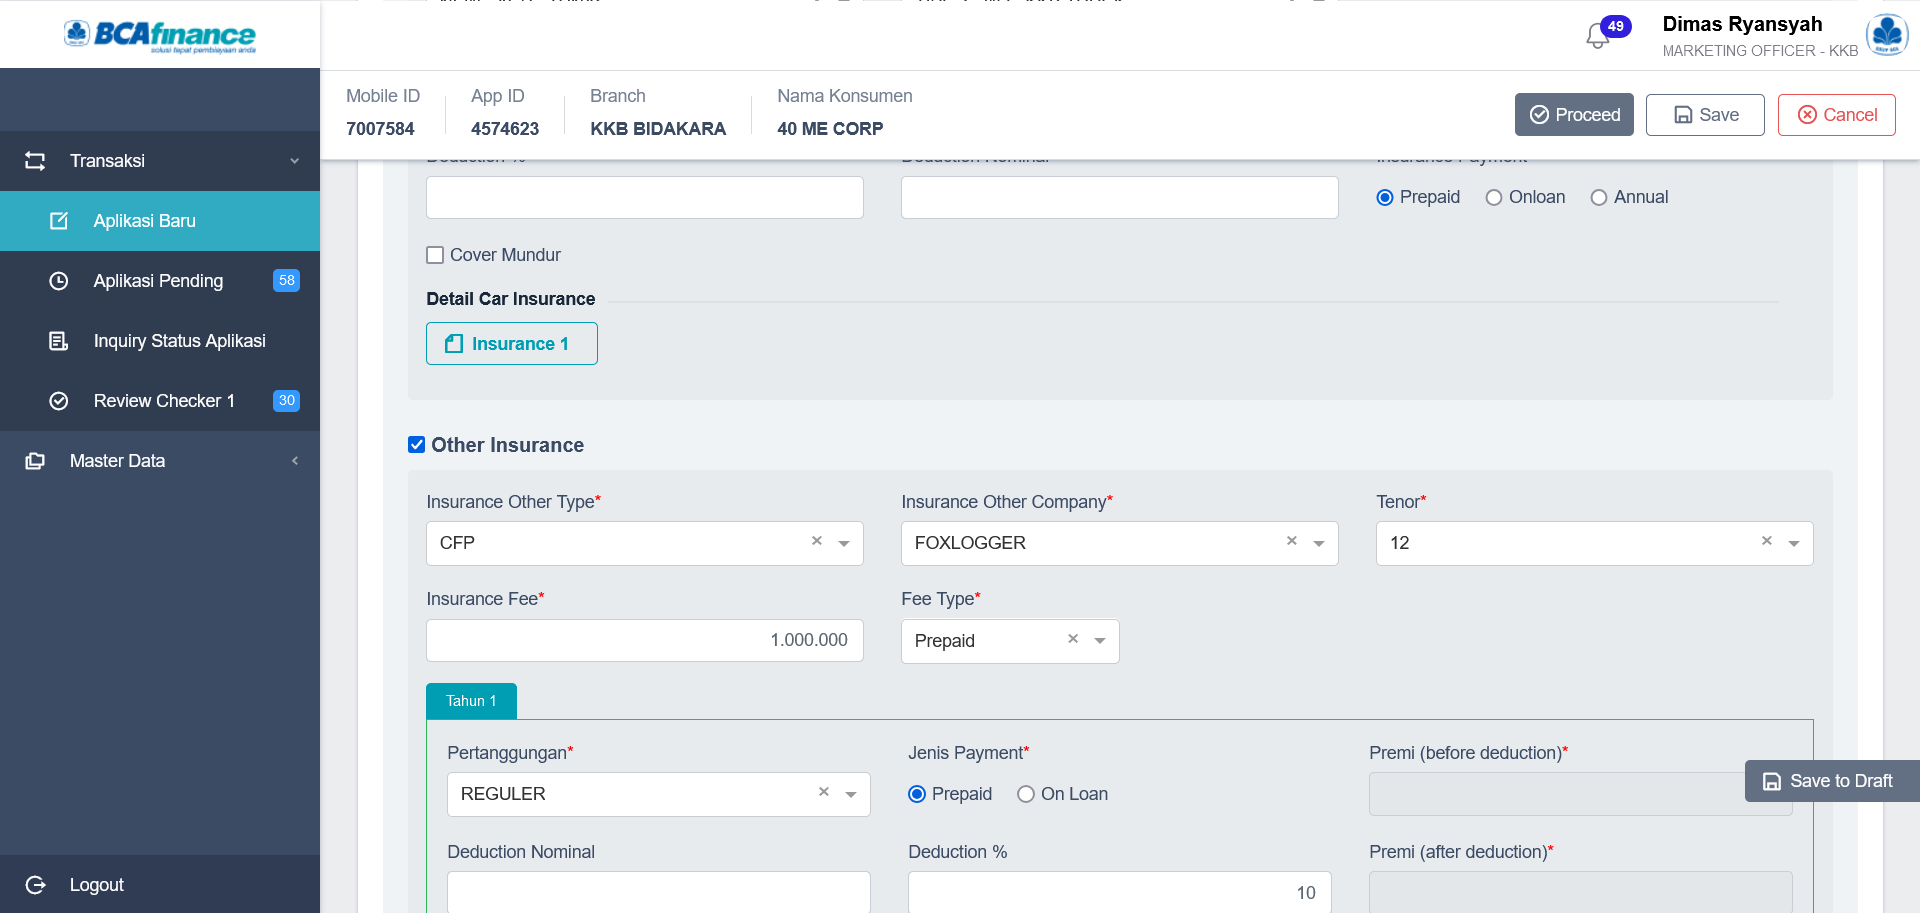 BCAfinance
solusi tepat pembiayaan anda
49
Dimas Ryansyah
MARKETING OFFICER - KKB
Mobile ID
7007584
App ID
4574623
Branch
KKB BIDAKARA
Nama Konsumen
40 ME CORP
Proceed
Save
Cancel
Transaksi
Aplikasi Baru
Aplikasi Pending
58
Inquiry Status Aplikasi
Review Checker 1
30
Master Data
Logout
Deduction %
Deduction Nominal
Insurance Payment
Prepaid
Onloan
Annual
Cover Mundur
Detail Car Insurance
Insurance 1
Other Insurance
Insurance Other Type*
Insurance Other Company*
Tenor*
CFP
FOXLOGGER
12
Insurance Fee*
Fee Type*
1.000.000
Prepaid
Tahun 1
Pertanggungan*
Jenis Payment*
Premi (before deduction)*
REGULER
Prepaid
On Loan
Save to Draft
Deduction Nominal
Deduction %
Premi (after deduction)*
10